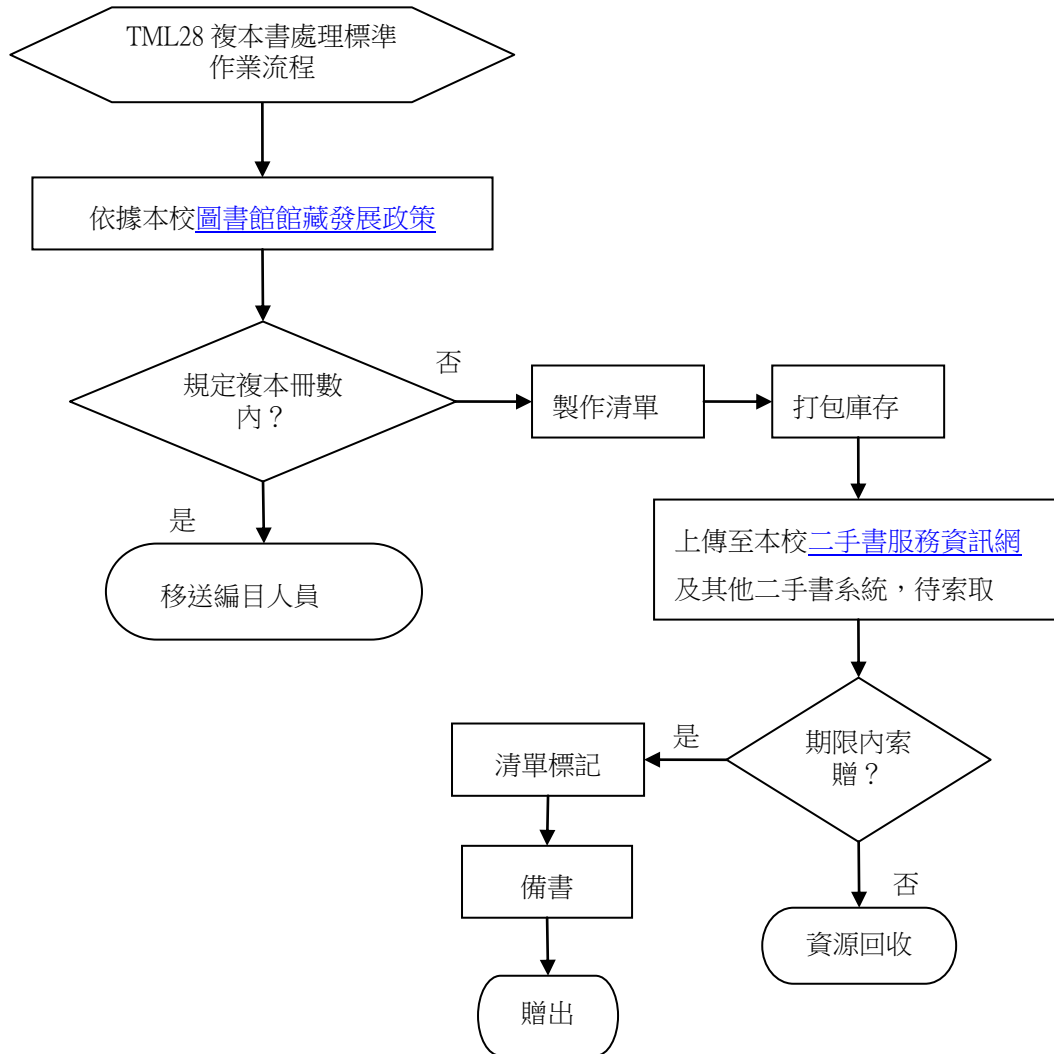 TML28 複本書處理標準
作業流程
依據本校圖書館館藏發展政策
規定複本冊數
內？
否
製作清單
打包庫存
是
移送編目人員
上傳至本校二手書服務資訊網
及其他二手書系統，待索取
期限內索
贈？
是
清單標記
備書
贈出
否
資源回收